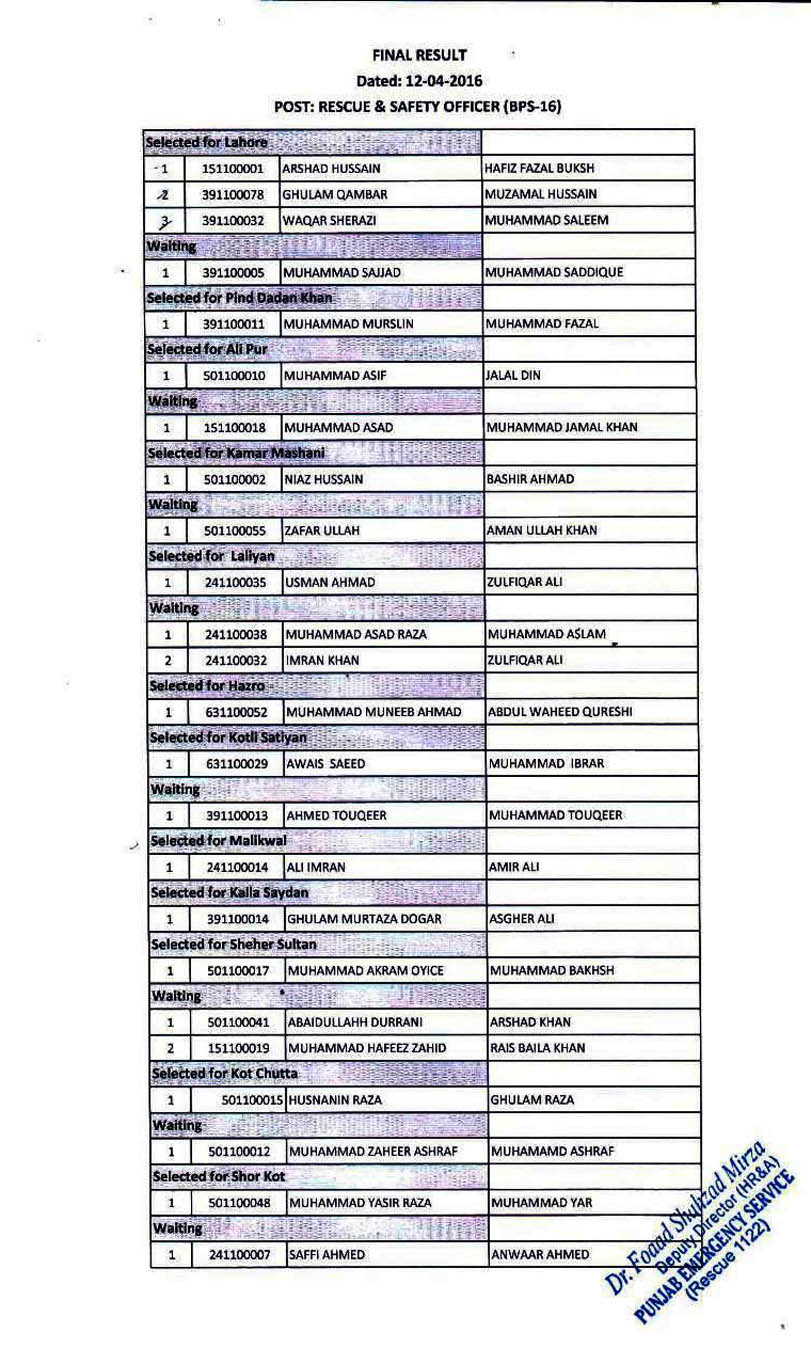 FINAL RESULT
Dated: 12-04-2016
POST: RESCUE & SAFETY OFFICER (BPS-16)
Selected for Lahore
1 151100001 ARSHAD HUSSAIN HAFIZ FAZAL BUKSH
2 391100078 GHULAM QAMBAR MUZAMAL HUSSAIN
3 391100032 WAQAR SHERAZI MUHAMMAD SALEEM
Waiting
1 391100005 MUHAMMAD SAJJAD MUHAMMAD SADDIQUE
Selected for Pind Dadan Khan
1 391100011 MUHAMMAD MURSLIN MUHAMMAD FAZAL
Selected for Ali Pur
1 501100010 MUHAMMAD ASIF JALAL DIN
Waiting
1 151100018 MUHAMMAD ASAD MUHAMMAD JAMAL KHAN
Selected for Kamar Mashani
1 501100002 NIAZ HUSSAIN BASHIR AHMAD
Waiting
1 501100055 ZAFAR ULLAH AMAN ULLAH KHAN
Selected for Laliyan
1 241100035 USMAN AHMAD ZULFIQAR ALI
Waiting
1 241100038 MUHAMMAD ASAD RAZA MUHAMMAD ASLAM
2 241100032 IMRAN KHAN ZULFIQAR ALI
Selected for Hazro
1 631100052 MUHAMMAD MUNEEB AHMAD ABDUL WAHEED QURESHI
Selected for Kotli Satiyan
1 631100029 AWAIS SAEED MUHAMMAD IBRAR
Waiting
1 391100013 AHMED TOUQEER MUHAMMAD TOUQEER
Selected for Malikwal
1 241100014 ALI IMRAN AMIR ALI
Selected for Kalla Saydan
1 391100014 GHULAM MURTAZA DOGAR ASGHER ALI
Selected for Sheher Sultan
1 501100017 MUHAMMAD AKRAM OYICE MUHAMMAD BAKHSH
Waiting
1 501100041 ABAIDULLAHH DURRANI ARSHAD KHAN
2 151100019 MUHAMMAD HAFEEZ ZAHID RAIS BAILA KHAN
Selected for Kot Chutta
1 501100015 HUSNANIN RAZA GHULAM RAZA
Waiting
1 501100012 MUHAMMAD ZAHEER ASHRAF MUHAMAMD ASHRAF
Selected for Shor Kot
1 501100048 MUHAMMAD YASIR RAZA MUHAMMAD YAR
Waiting
1 241100007 SAFFI AHMED ANWAAR AHMED
Dr. Foaad Shahzad Mirza
Deputy Director (HR&A)
PUNJAB EMERGENCY SERVICE
(Rescue 1122)